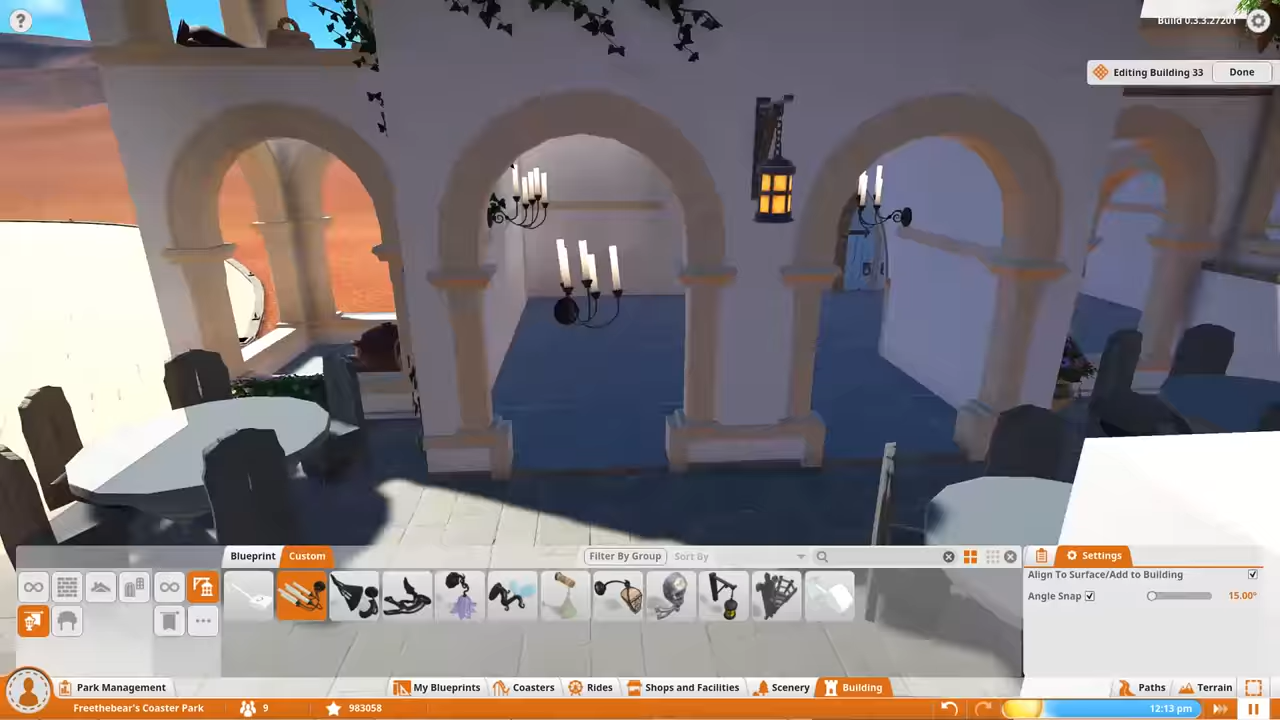 ?
Build 0.3.3.27201
Editing Building 33
Done
Blueprint
Custom
Filter By Group
Sort By
Settings
Align To Surface/Add to Building
Angle Snap
15.00°
Park Management
My Blueprints
Coasters
Rides
Shops and Facilities
Scenery
Building
Paths
Terrain
Freethebear's Coaster Park
9
983058
12:13 pm